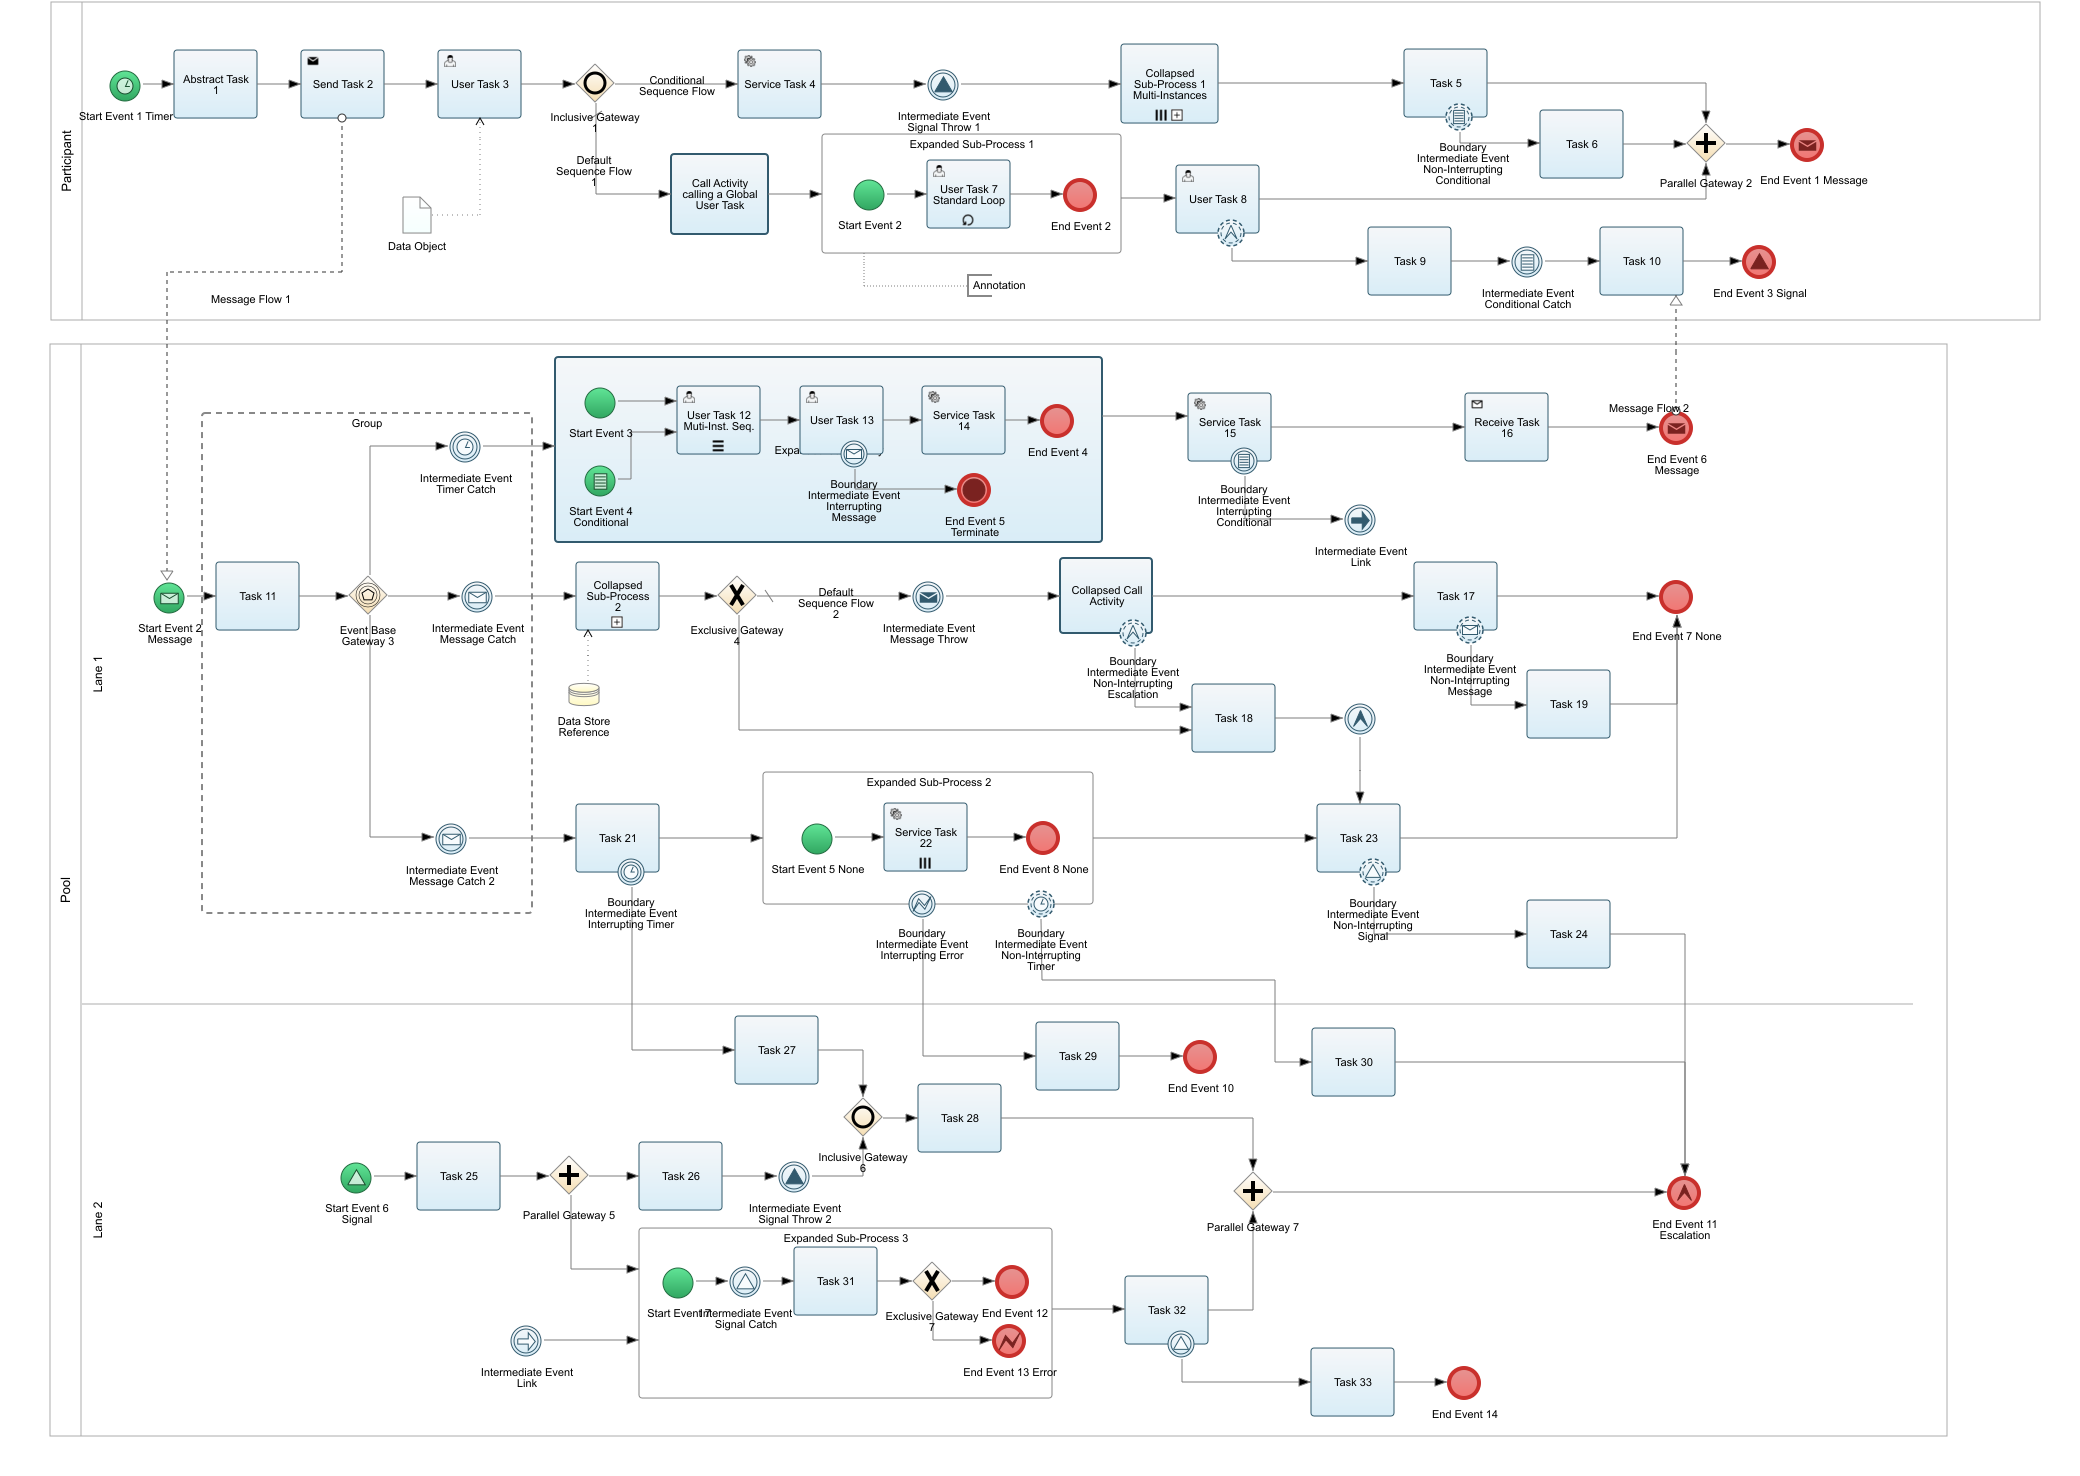 Participant
Start Event 1 Timer
Abstract Task
1
Send Task 2
User Task 3
Inclusive Gateway
1
Conditional
Sequence Flow
Service Task 4
Intermediate Event
Signal Throw 1
Collapsed
Sub-Process 1
Multi-Instances
Task 5
Boundary
Intermediate Event
Non-Interrupting
Conditional
Task 6
Parallel Gateway 2
End Event 1 Message
Default
Sequence Flow
1
Call Activity
calling a Global
User Task
Expanded Sub-Process 1
Start Event 2
User Task 7
Standard Loop
End Event 2
User Task 8
Data Object
Annotation
Task 9
Intermediate Event
Conditional Catch
Task 10
End Event 3 Signal
Message Flow 1
Pool
Lane 1
Group
Intermediate Event
Timer Catch
Start Event 3
Start Event 4
Conditional
User Task 12
Muti-Inst. Seq.
User Task 13
Boundary
Intermediate Event
Interrupting
Message
Service Task
14
End Event 4
End Event 5
Terminate
Service Task
15
Boundary
Intermediate Event
Interrupting
Conditional
Intermediate Event
Link
Receive Task
16
Message Flow 2
End Event 6
Message
Start Event 2
Message
Task 11
Event Base
Gateway 3
Intermediate Event
Message Catch
Collapsed
Sub-Process
2
Exclusive Gateway
4
Default
Sequence Flow
2
Intermediate Event
Message Throw
Collapsed Call
Activity
Boundary
Intermediate Event
Non-Interrupting
Escalation
Task 17
Boundary
Intermediate Event
Non-Interrupting
Message
End Event 7 None
Data Store
Reference
Task 18
Task 19
Intermediate Event
Message Catch 2
Task 21
Boundary
Intermediate Event
Interrupting Timer
Expanded Sub-Process 2
Start Event 5 None
Service Task
22
End Event 8 None
Boundary
Intermediate Event
Interrupting Error
Boundary
Intermediate Event
Non-Interrupting
Timer
Task 23
Boundary
Intermediate Event
Non-Interrupting
Signal
Task 24
Lane 2
Task 27
Task 29
End Event 10
Task 30
Inclusive Gateway
6
Task 28
Start Event 6
Signal
Task 25
Parallel Gateway 5
Task 26
Intermediate Event
Signal Throw 2
Parallel Gateway 7
End Event 11
Escalation
Expanded Sub-Process 3
Start Event 7
Intermediate Event
Signal Catch
Task 31
Exclusive Gateway
7
End Event 12
End Event 13 Error
Intermediate Event
Link
Task 32
Task 33
End Event 14